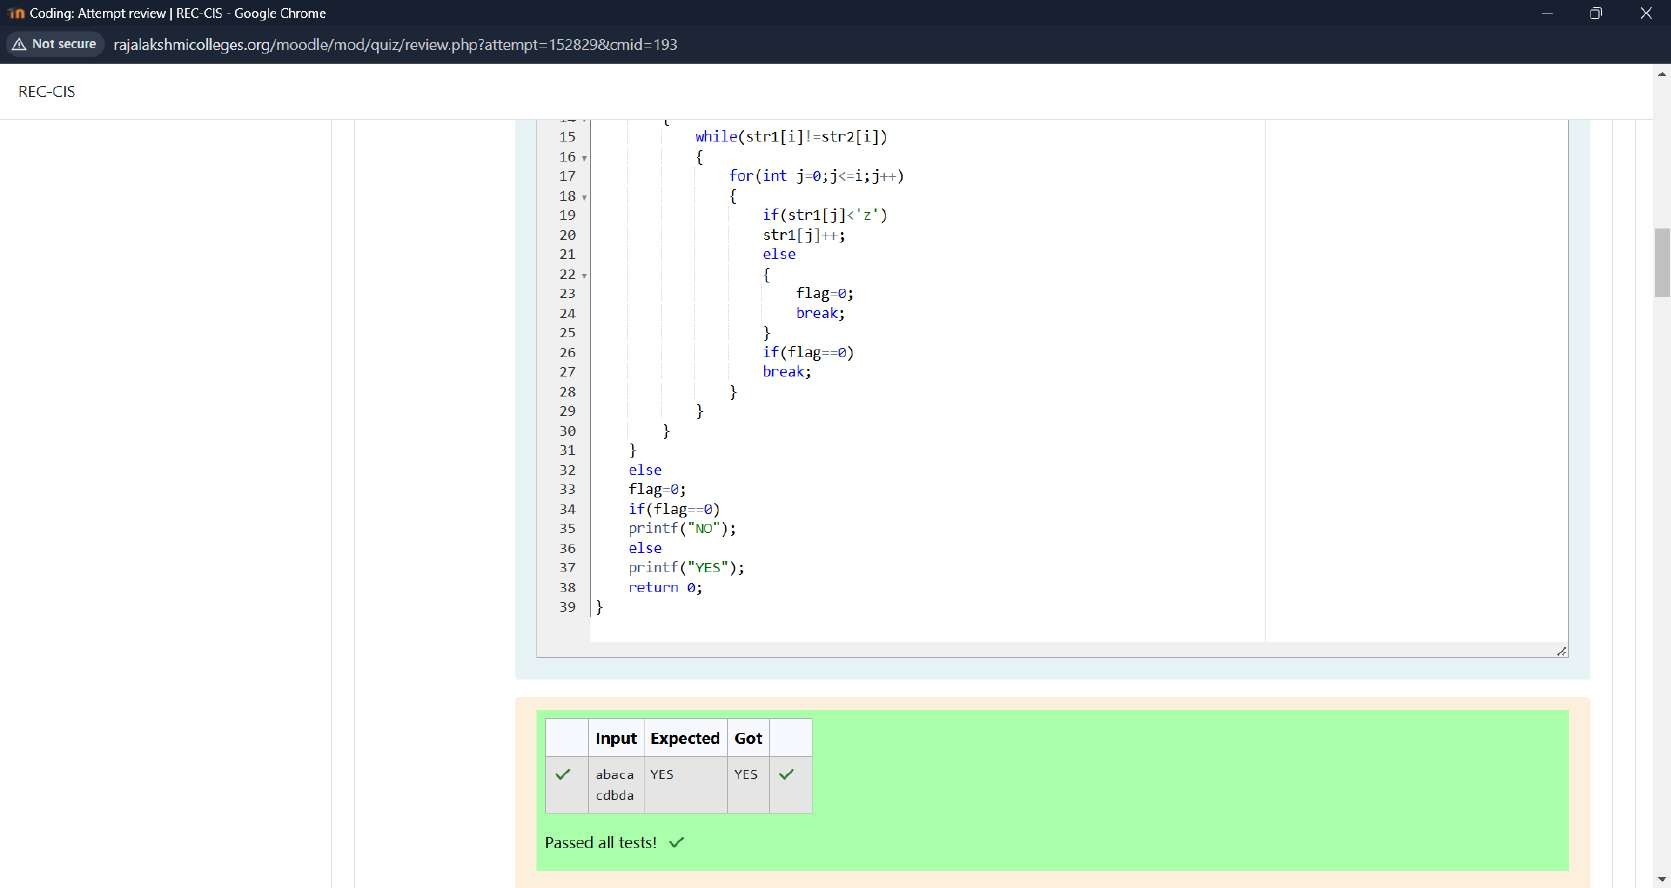 Coding: Attempt review | REC-CIS - Google Chrome
Not secure rajalakshmicolleges.org/moodle/mod/quiz/review.php?attempt=152829&cmid=193
REC-CIS
15 while(str1[i]!=str2[i])
16 {
17 for(int j=0;j<=i;j++)
18 {
19 if(str1[j]<'z')
20 str1[j]++;
21 else
22 {
23 flag=0;
24 break;
25 }
26 if(flag==0)
27 break;
28 }
29 }
30 }
31 }
32 else
33 flag=0;
34 if(flag==0)
35 printf("NO");
36 else
37 printf("YES");
38 return 0;
39 }
Input Expected Got
abaca YES YES
cdbda
Passed all tests!